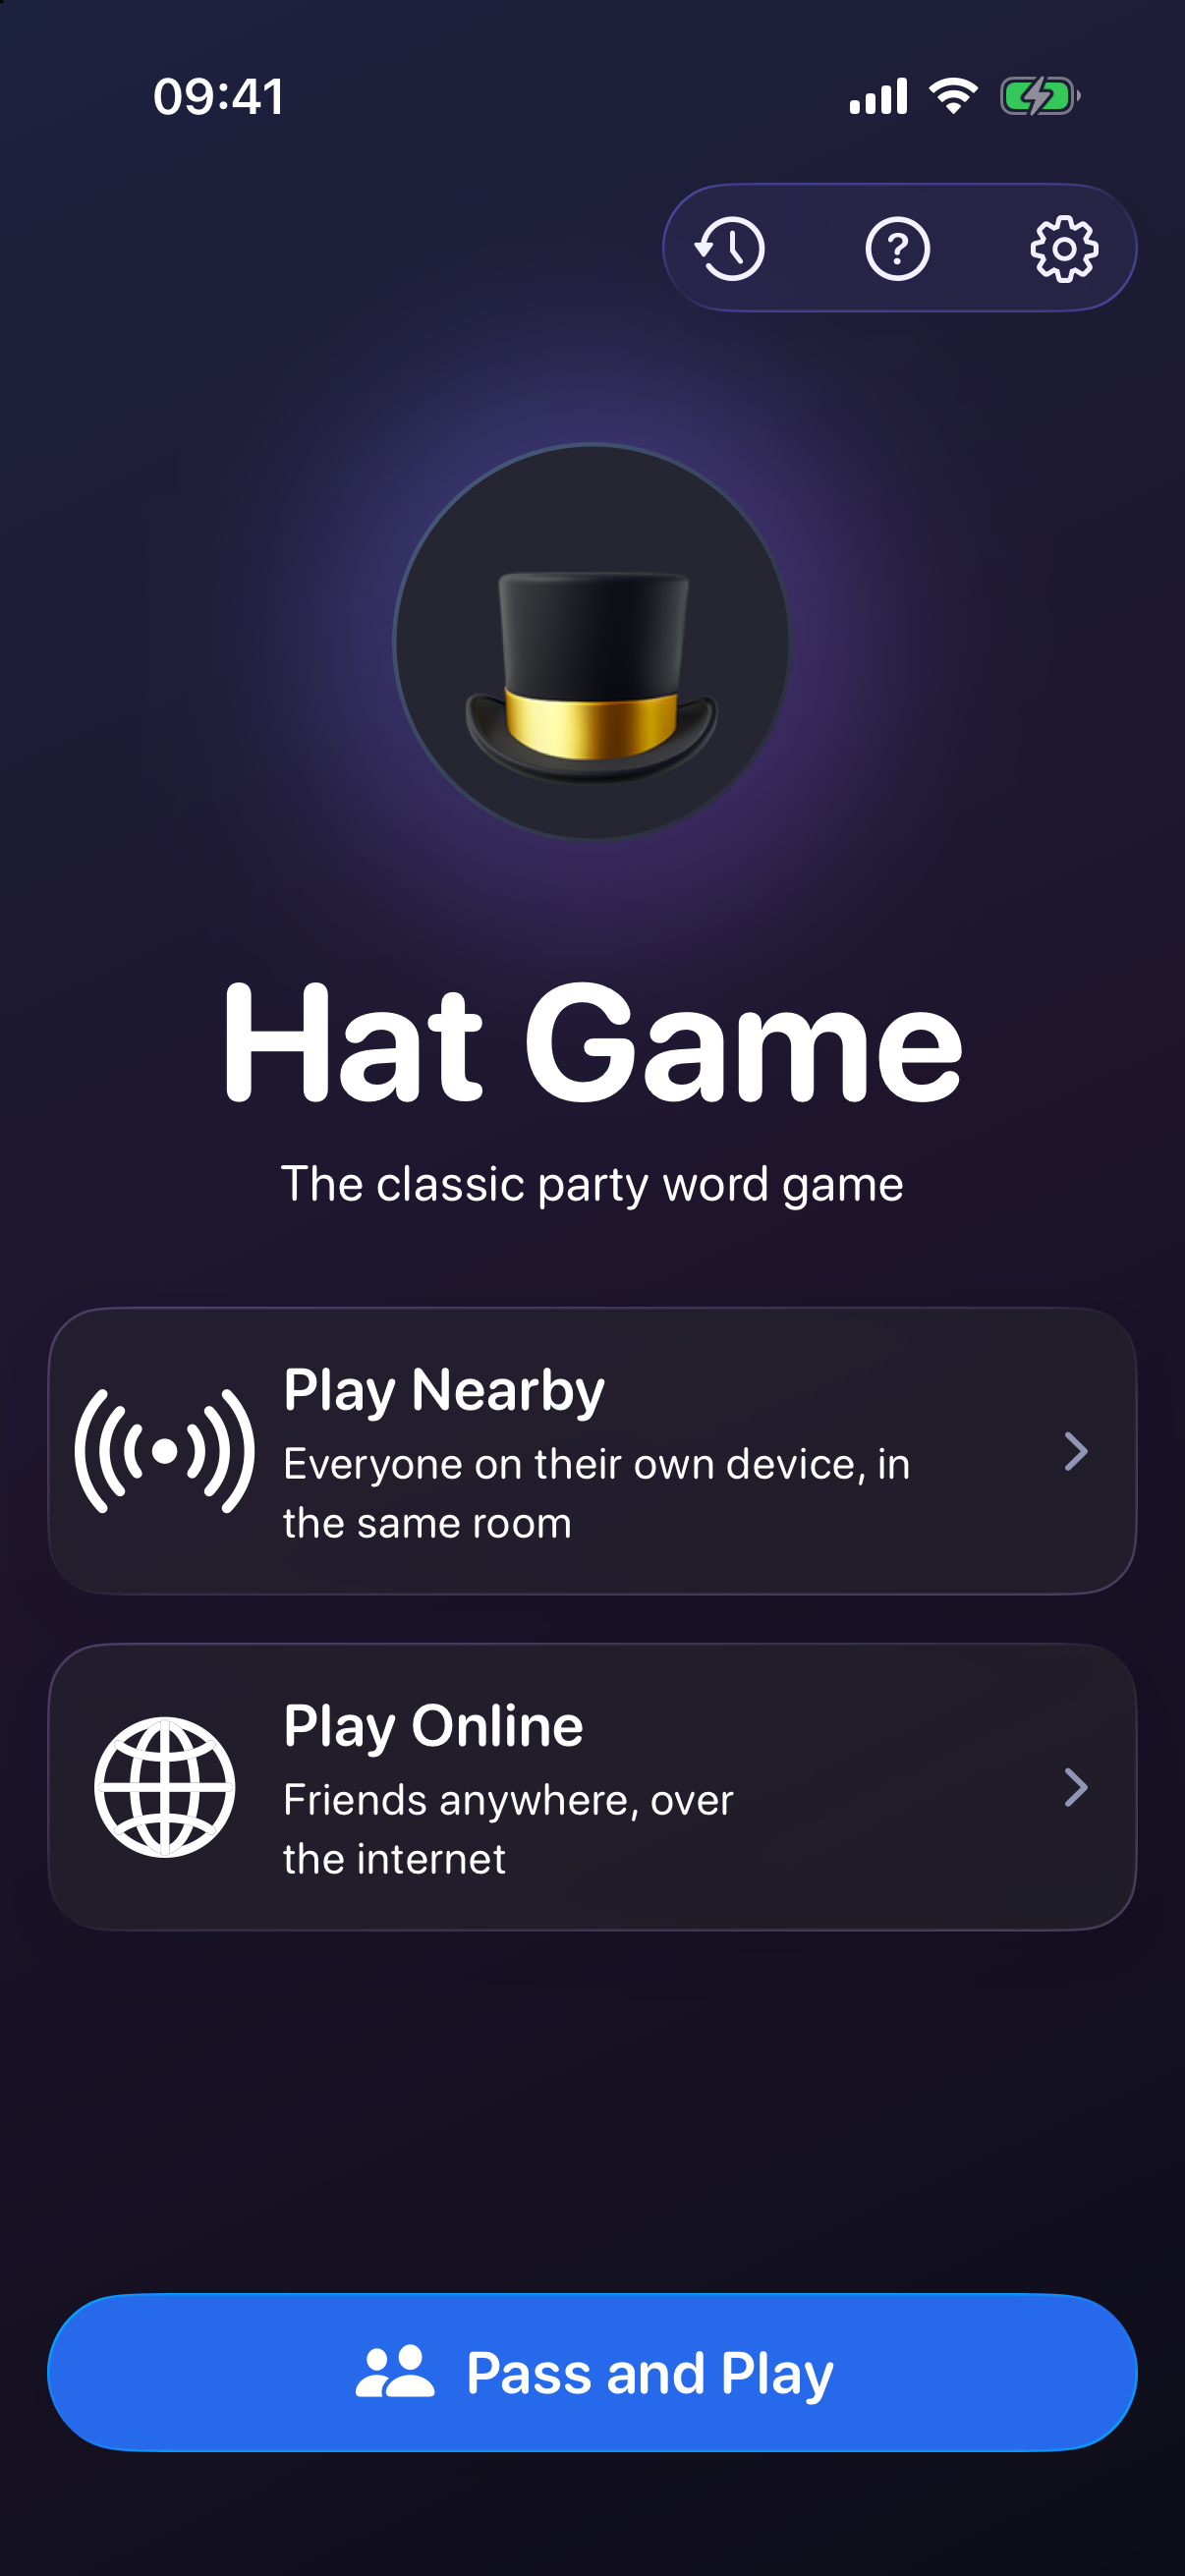 09:41
Hat Game
The classic party word game
Play Nearby
Everyone on their own device, in
the same room
Play Online
Friends anywhere, over
the internet
Pass and Play